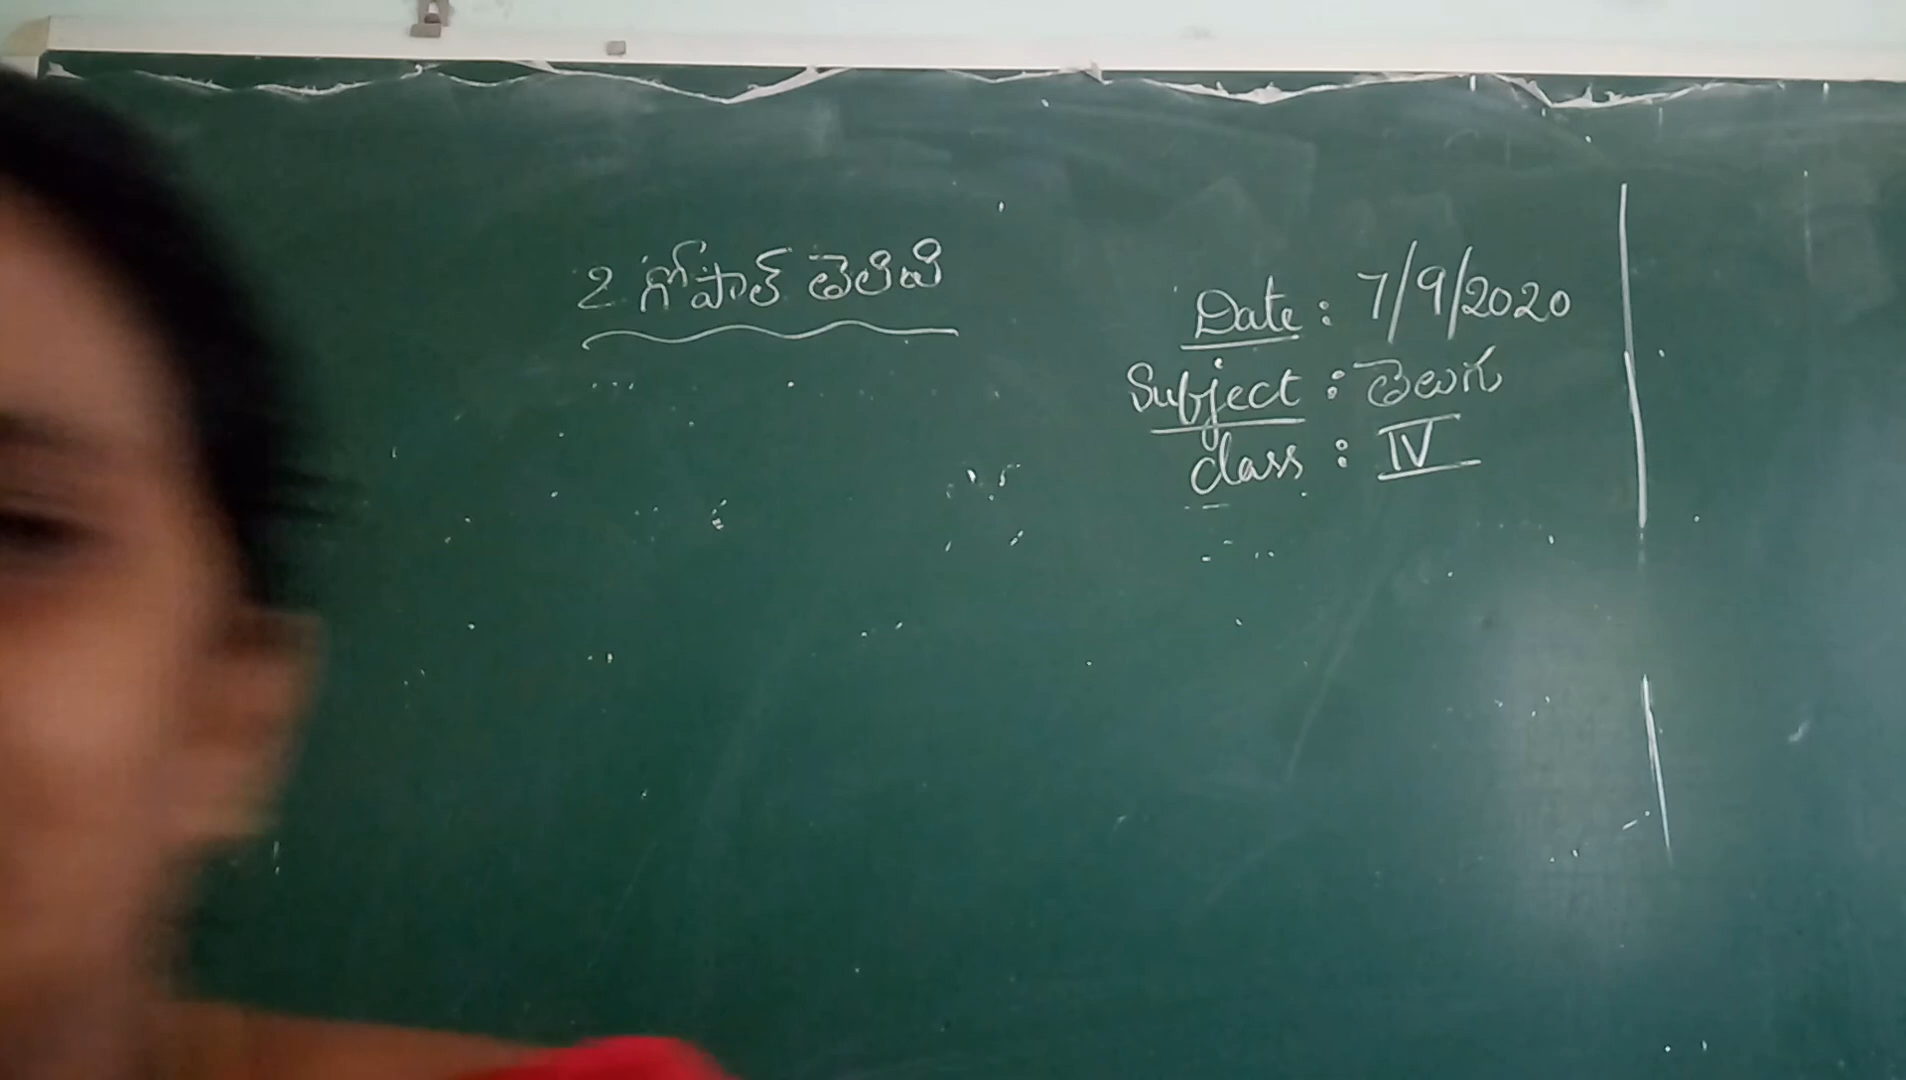 2 గోపాల్ తెలివి
Date : 7/9/2020
Subject : తెలుగు
class : IV